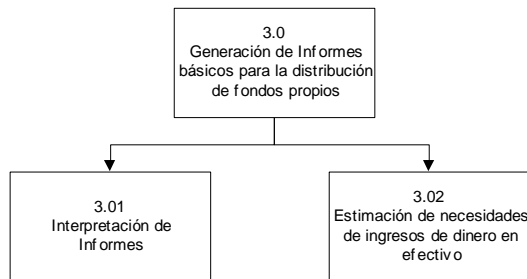 3.0
Generación de Informes
básicos para la distribución
de fondos propios
3.01
Interpretación de
Informes
3.02
Estimación de necesidades
de ingresos de dinero en
efectivo